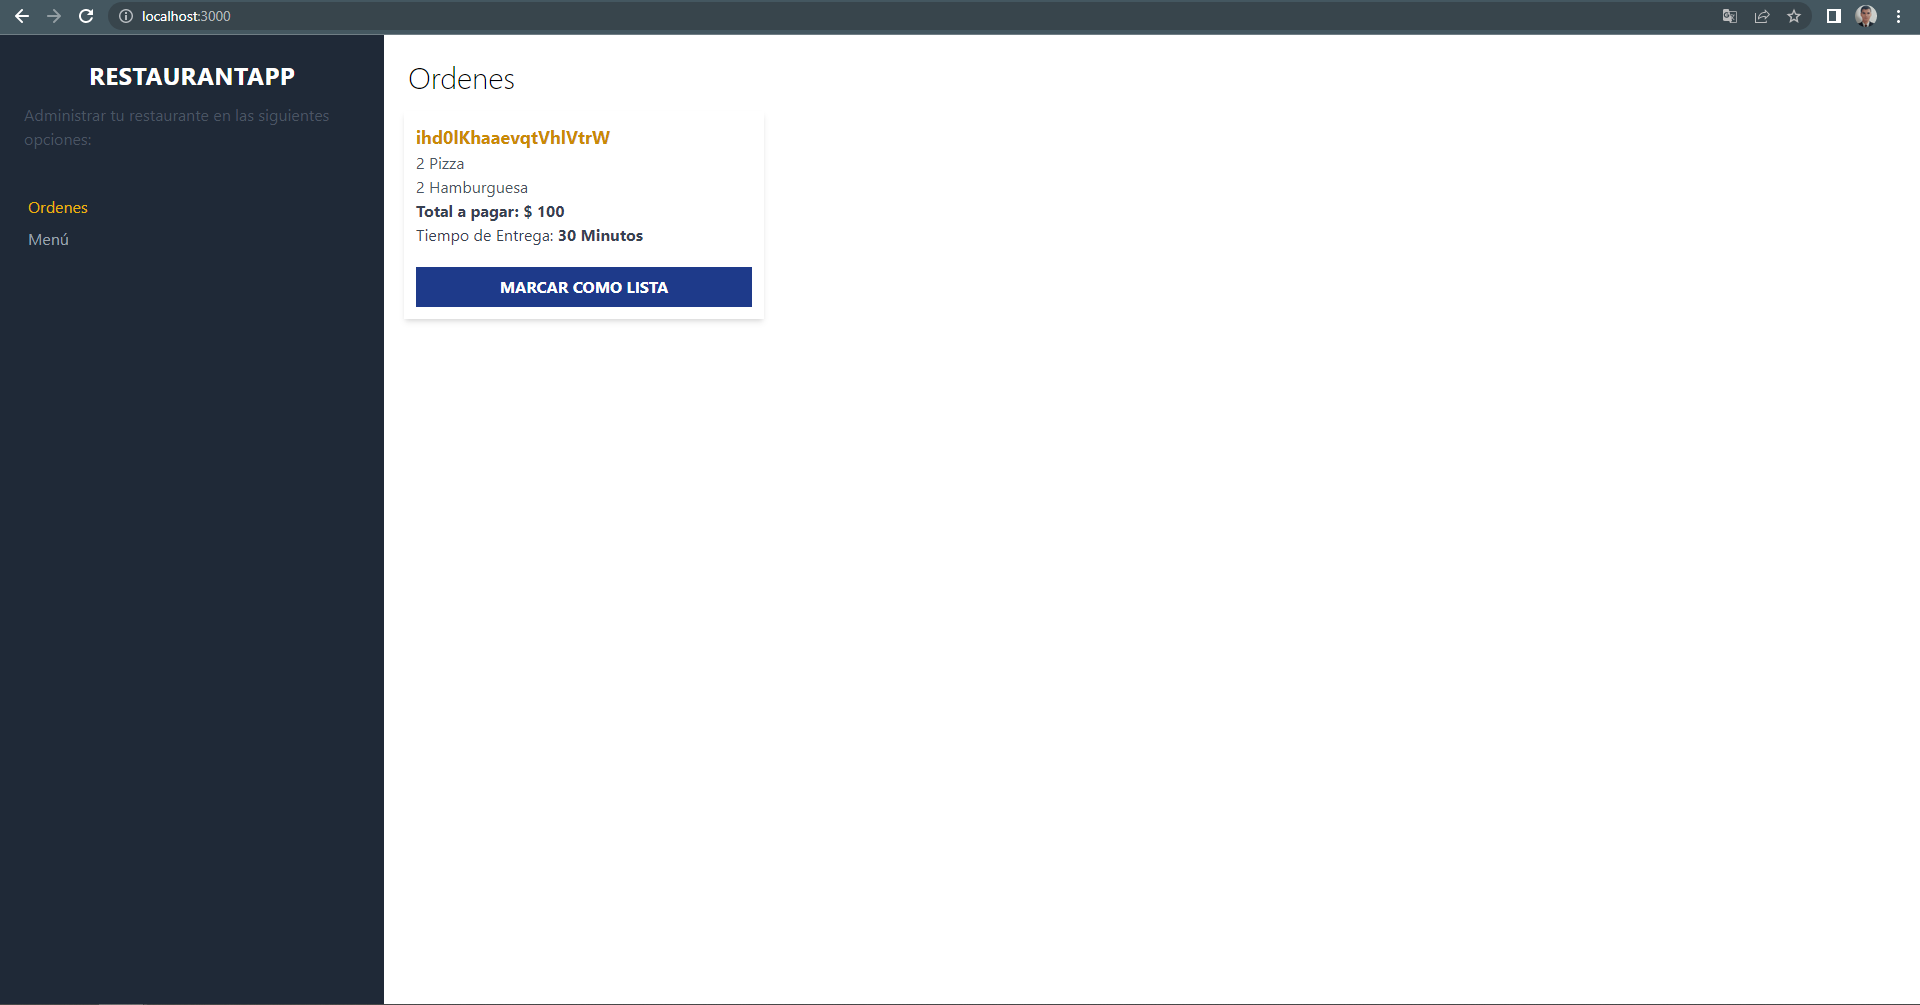 localhost:3000
RESTAURANTAPP
Administrar tu restaurante en las siguientes
opciones:
Ordenes
Menú
Ordenes
ihd0lKhaaevqtVhlVtrW
2 Pizza
2 Hamburguesa
Total a pagar: $ 100
Tiempo de Entrega: 30 Minutos
MARCAR COMO LISTA